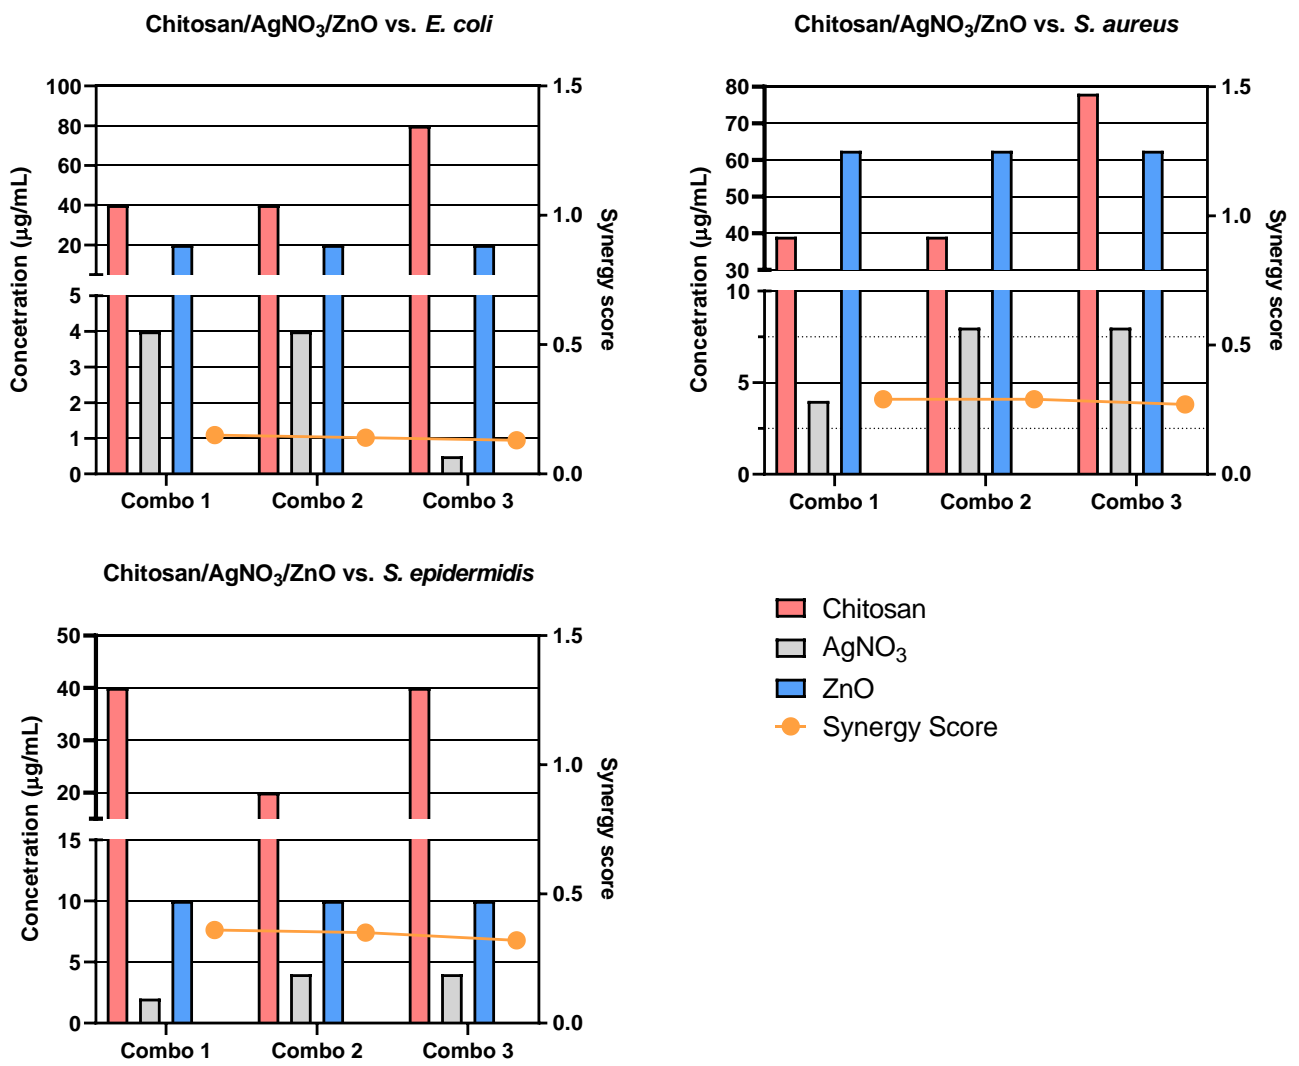 Chitosan/AgNO₃/ZnO vs. E. coli
100
80
60
40
20
5
4
3
2
1
0
Concetration (μg/mL)
1.5
1.0
0.5
0.0
Synergy score
Combo 1 Combo 2 Combo 3
Chitosan/AgNO₃/ZnO vs. S. aureus
80
70
60
50
40
30
10
5
0
Concetration (μg/mL)
1.5
1.0
0.5
0.0
Synergy score
Combo 1 Combo 2 Combo 3
Chitosan/AgNO₃/ZnO vs. S. epidermidis
50
40
30
20
15
10
5
0
Concetration (μg/mL)
1.5
1.0
0.5
0.0
Synergy score
Combo 1 Combo 2 Combo 3
Chitosan
AgNO₃
ZnO
Synergy Score